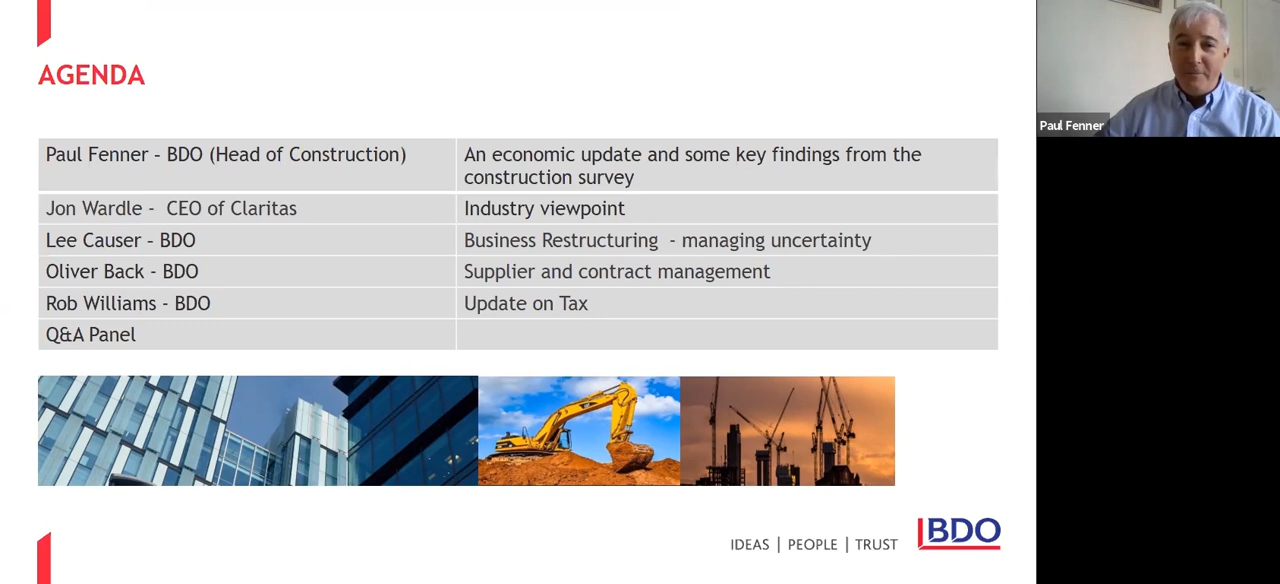 AGENDA
Paul Fenner - BDO (Head of Construction)
An economic update and some key findings from the
construction survey
Jon Wardle -  CEO of Claritas
Industry viewpoint
Lee Causer – BDO
Business Restructuring  - managing uncertainty
Oliver Back - BDO
Supplier and contract management
Rob Williams - BDO
Update on Tax
Q&A Panel
IDEAS | PEOPLE | TRUST
BDO
Paul Fenner